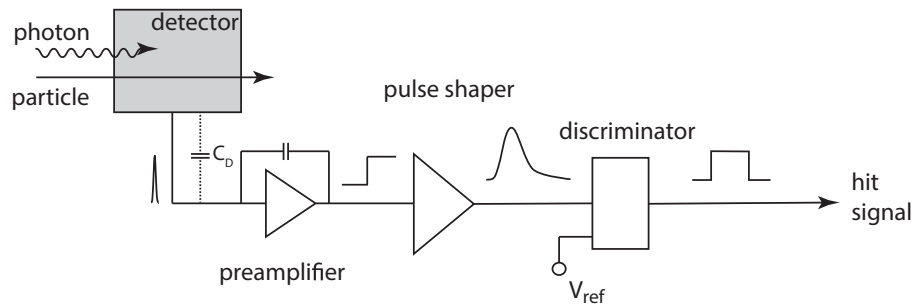 detector
photon
particle
pulse shaper
C_D
discriminator
hit
signal
preamplifier
V_ref